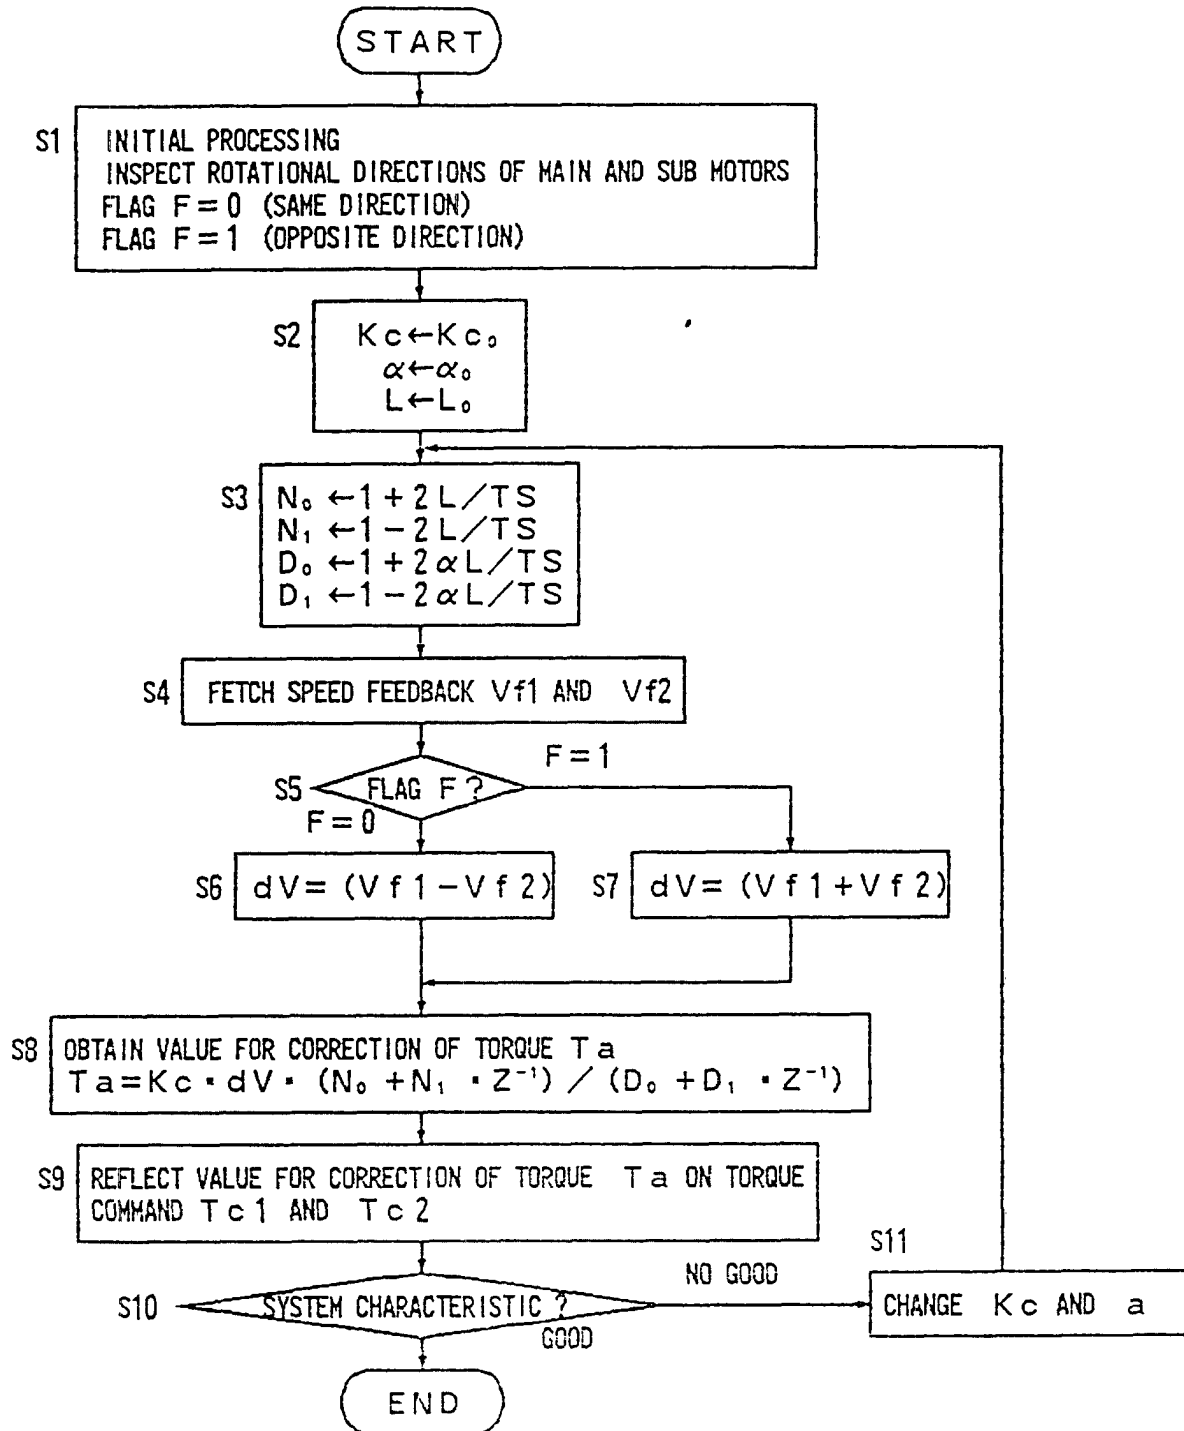 START
S1
INITIAL PROCESSING
INSPECT ROTATIONAL DIRECTIONS OF MAIN AND SUB MOTORS
FLAG F=0 (SAME DIRECTION)
FLAG F=1 (OPPOSITE DIRECTION)
S2
Kc←Kc₀
α←α₀
L←L₀
S3
N₀ ←1+2L/TS
N₁ ←1−2L/TS
D₀ ←1+2αL/TS
D₁ ←1−2αL/TS
S4
FETCH SPEED FEEDBACK Vf1 AND Vf2
F=1
S5
FLAG F?
F=0
S6
dV= (Vf1−Vf2)
S7
dV= (Vf1+Vf2)
S8
OBTAIN VALUE FOR CORRECTION OF TORQUE Ta
Ta=Kc・dV・(N₀+N₁・Z⁻¹)/(D₀+D₁・Z⁻¹)
S9
REFLECT VALUE FOR CORRECTION OF TORQUE Ta ON TORQUE
COMMAND Tc1 AND Tc2
S10
SYSTEM CHARACTERISTIC?
NO GOOD
GOOD
S11
CHANGE Kc AND a
END